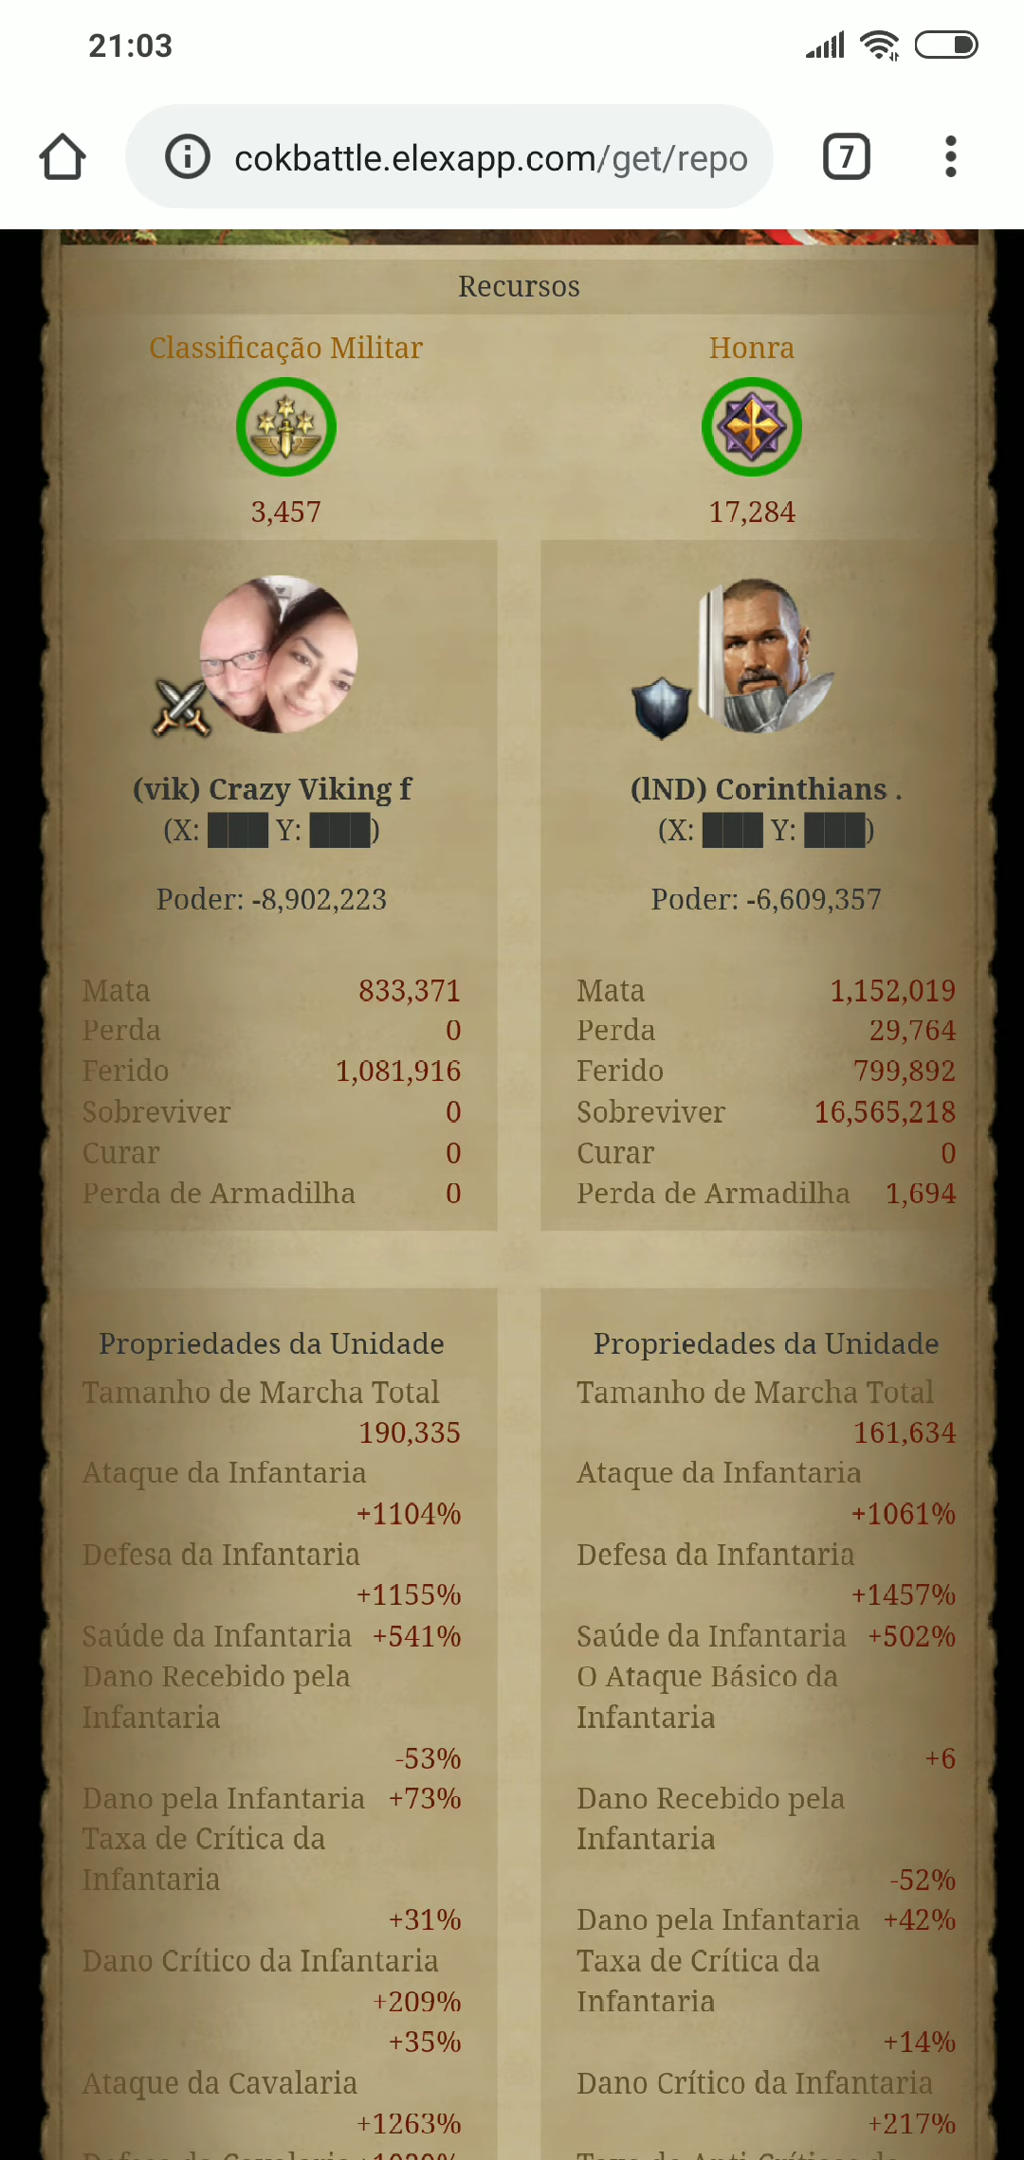 21:03
cokbattle.elexapp.com/get/repo
7
Recursos
Classificação Militar
Honra
3,457
17,284
(vik) Crazy Viking f
(X: ███ Y: ███)
Poder: -8,902,223
Mata 833,371
Perda 0
Ferido 1,081,916
Sobreviver 0
Curar 0
Perda de Armadilha 0
(lND) Corinthians .
(X: ███ Y: ███)
Poder: -6,609,357
Mata 1,152,019
Perda 29,764
Ferido 799,892
Sobreviver 16,565,218
Curar 0
Perda de Armadilha 1,694
Propriedades da Unidade
Tamanho de Marcha Total
190,335
Ataque da Infantaria
+1104%
Defesa da Infantaria
+1155%
Saúde da Infantaria +541%
Dano Recebido pela
Infantaria
-53%
Dano pela Infantaria +73%
Taxa de Crítica da
Infantaria
+31%
Dano Crítico da Infantaria
+209%
+35%
Ataque da Cavalaria
+1263%
Propriedades da Unidade
Tamanho de Marcha Total
161,634
Ataque da Infantaria
+1061%
Defesa da Infantaria
+1457%
Saúde da Infantaria +502%
O Ataque Básico da
Infantaria
+6
Dano Recebido pela
Infantaria
-52%
Dano pela Infantaria +42%
Taxa de Crítica da
Infantaria
+14%
Dano Crítico da Infantaria
+217%